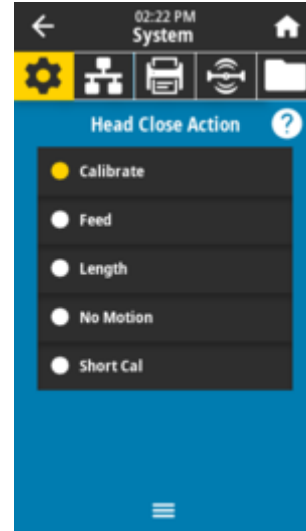 02:22 PM
System
Head Close Action
?
Calibrate
Feed
Length
No Motion
Short Cal